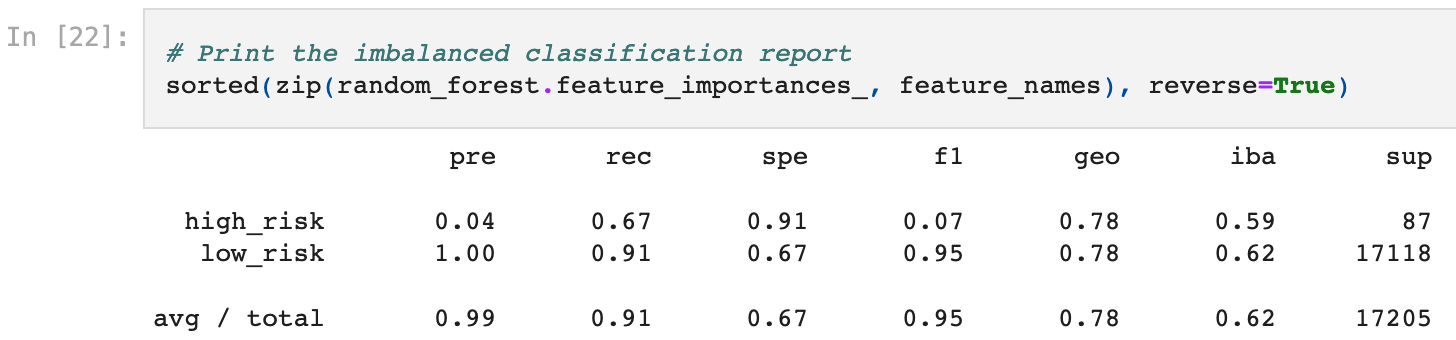 In [22]:
# Print the imbalanced classification report
sorted(zip(random_forest.feature_importances_, feature_names), reverse=True)
pre rec spe f1 geo iba sup
high_risk 0.04 0.67 0.91 0.07 0.78 0.59 87
low_risk 1.00 0.91 0.67 0.95 0.78 0.62 17118
avg / total 0.99 0.91 0.67 0.95 0.78 0.62 17205